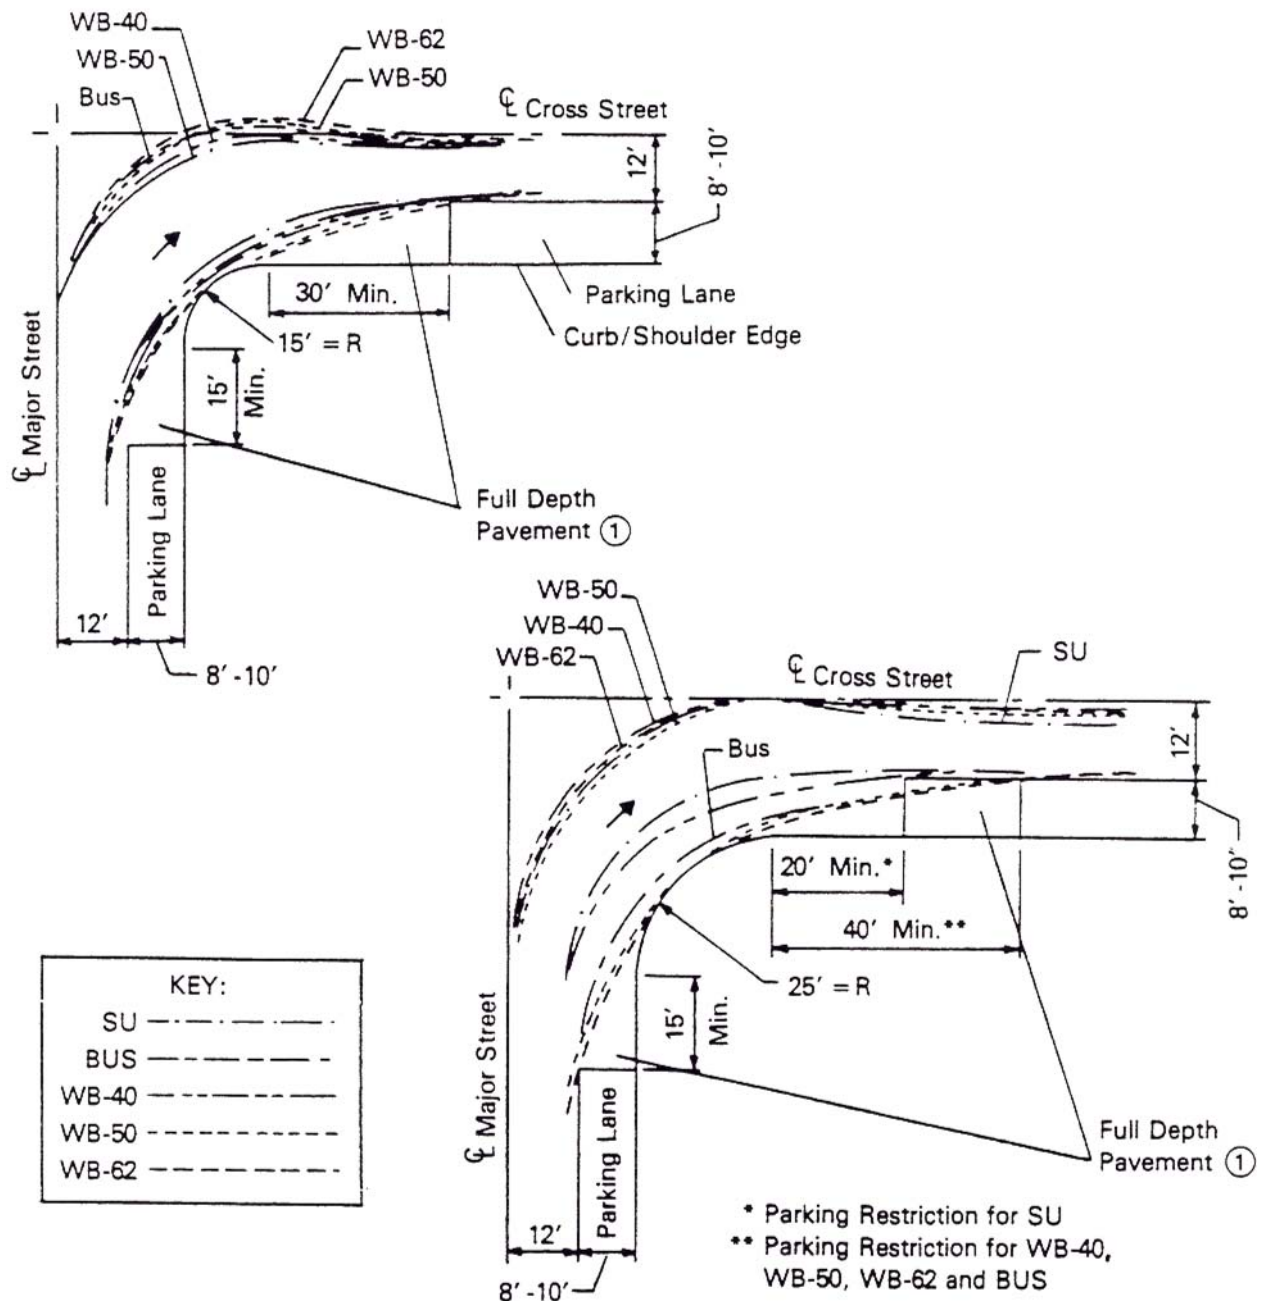 WB-40
WB-50
Bus
WB-62
WB-50
℄ Cross Street
12'
8'-10'
30' Min.
Parking Lane
15' = R
Curb/Shoulder Edge
15'
Min.
℄ Major Street
Parking Lane
Full Depth
Pavement ①
12'
8'-10'
WB-50
WB-40
WB-62
℄ Cross Street
SU
Bus
12'
8'-10"
20' Min.*
40' Min.**
25' = R
15'
Min.
℄ Major Street
Parking Lane
Full Depth
Pavement ①
12'
8'-10'
KEY:
SU
BUS
WB-40
WB-50
WB-62
* Parking Restriction for SU
** Parking Restriction for WB-40,
WB-50, WB-62 and BUS